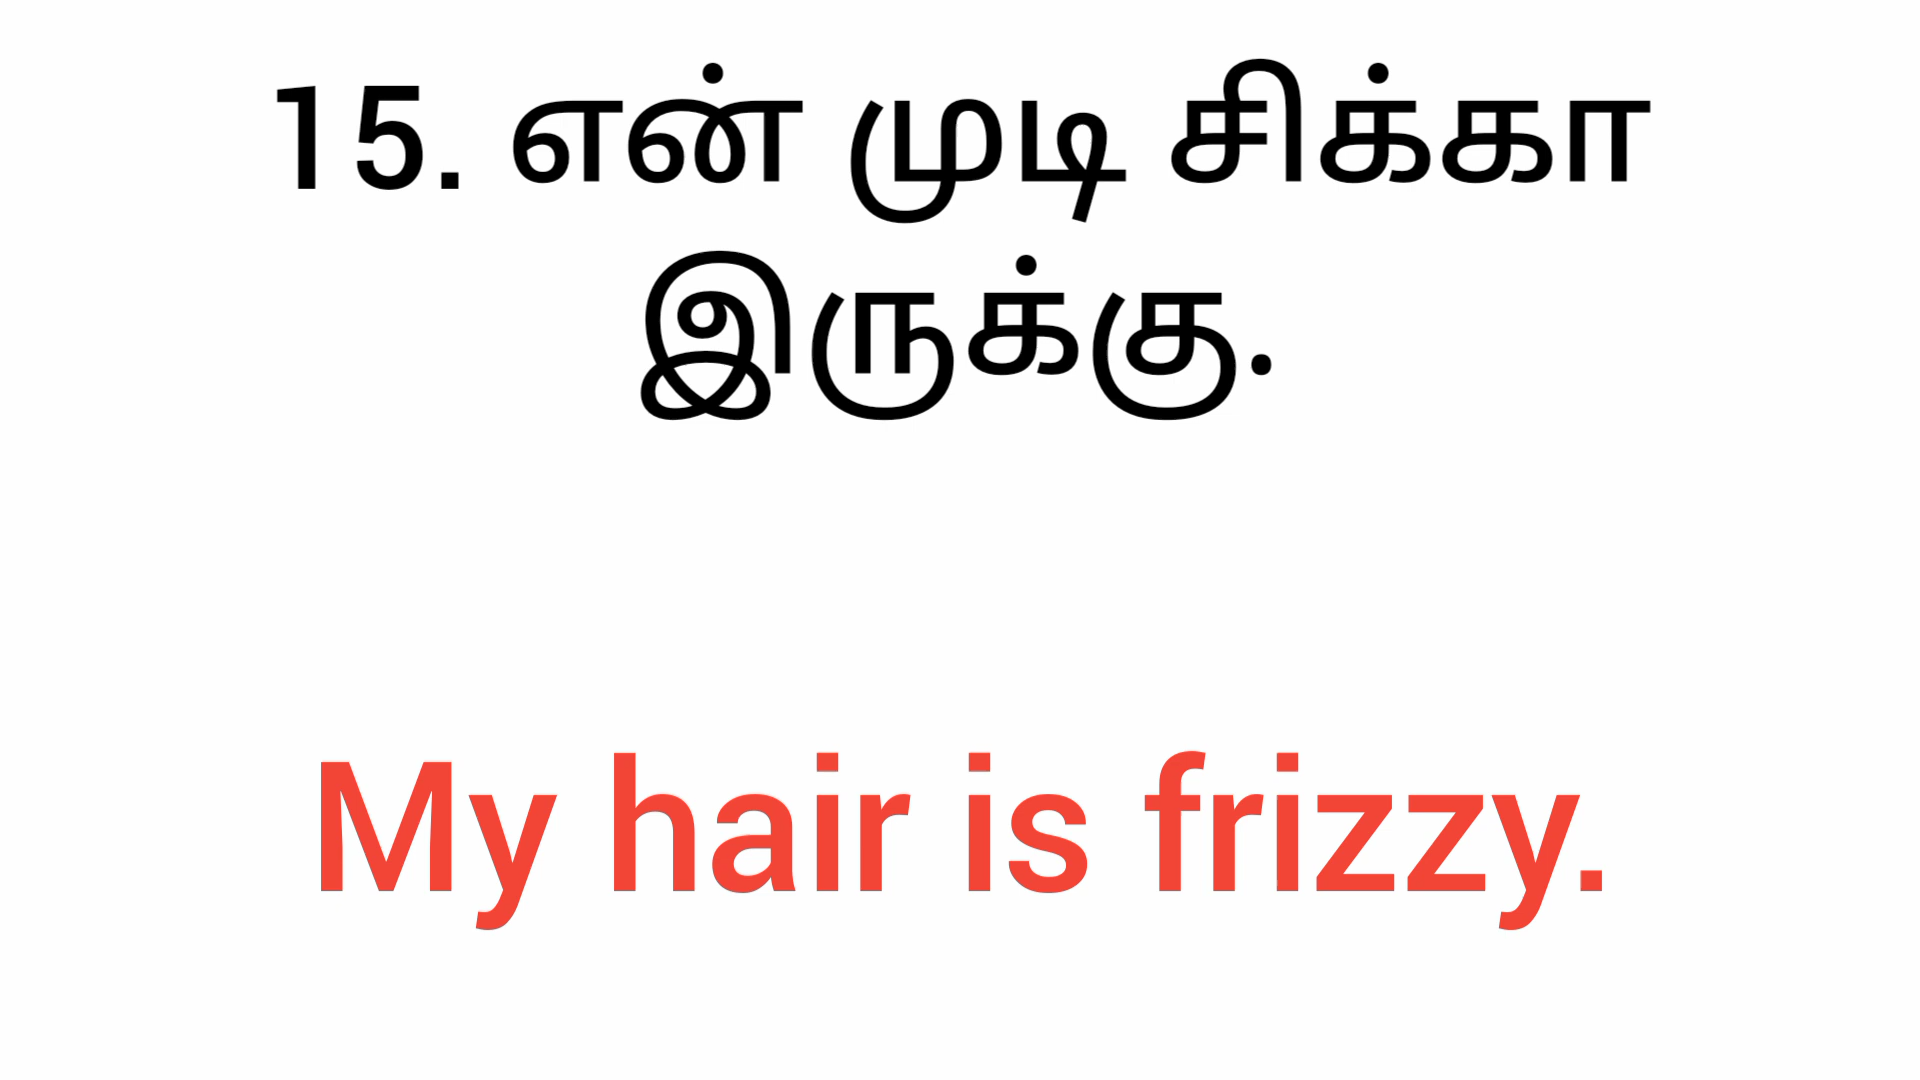 15. என் முடி சிக்கா
இருக்கு.
My hair is frizzy.